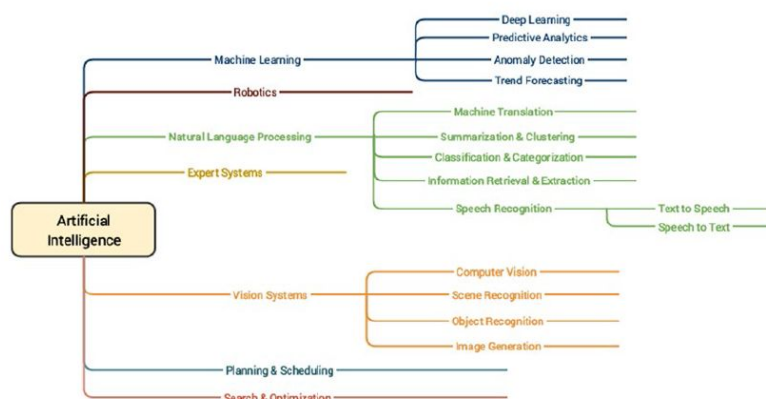 Deep Learning
Predictive Analytics
Machine Learning
Anomaly Detection
Trend Forecasting
Robotics
Machine Translation
Natural Language Processing
Summarization & Clustering
Classification & Categorization
Expert Systems
Information Retrieval & Extraction
Speech Recognition
Text to Speech
Speech to Text
Artificial
Intelligence
Computer Vision
Vision Systems
Scene Recognition
Object Recognition
Image Generation
Planning & Scheduling
Search & Optimization